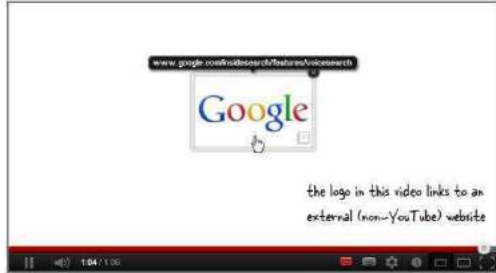 www.google.com/insidesearch/features/voicesearch
Google
the logo in this video links to an
external (non-YouTube) website
1:04 / 1:06